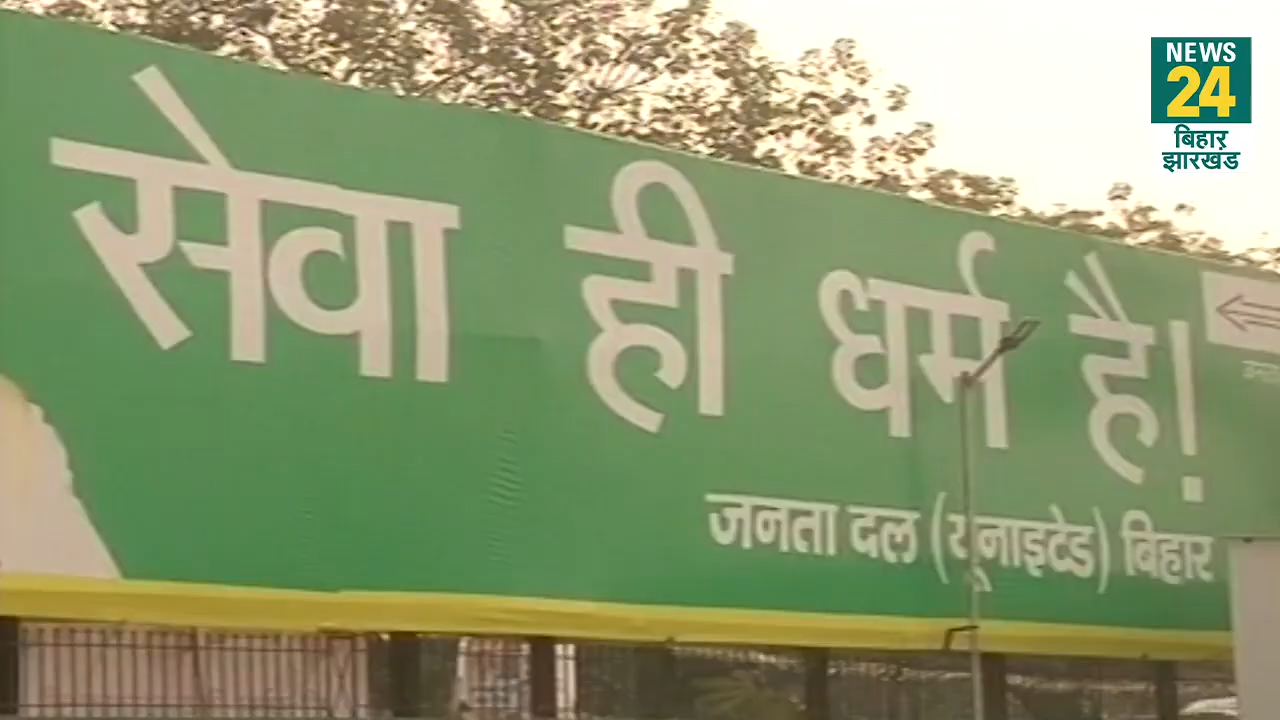 NEWS
24
बिहार
झारखंड
सेवा ही धर्म है!
जनता दल (यूनाइटेड) बिहार